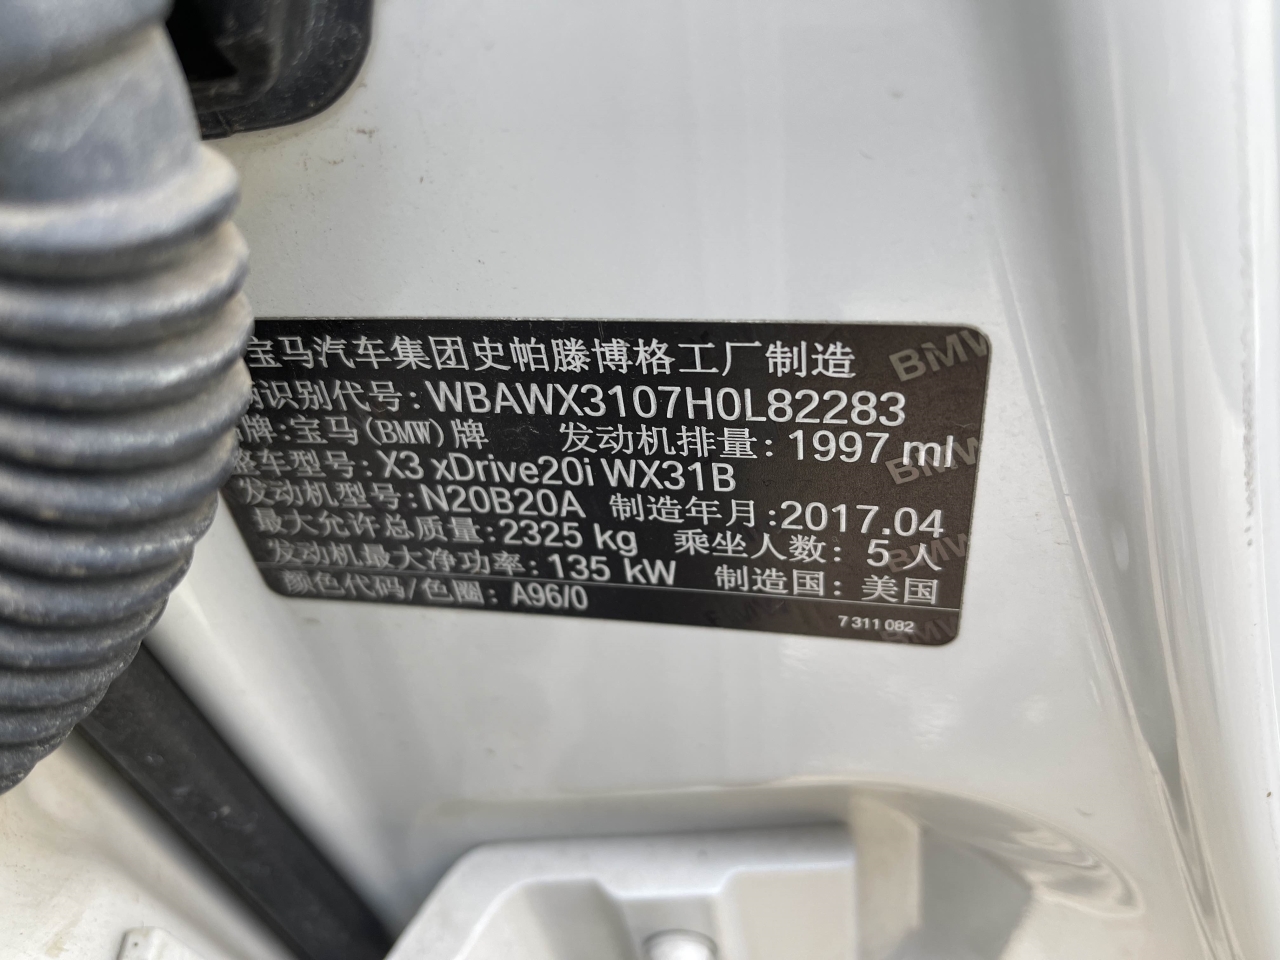 宝马汽车集团史帕滕博格工厂制造
辆识别代号: WBAWX3107H0L82283
牌:宝马(BMW)牌 发动机排量: 1997 ml
整车型号: X3 xDrive20i WX31B
发动机型号: N20B20A 制造年月: 2017.04
最大允许总质量: 2325 kg 乘坐人数: 5人
发动机最大净功率: 135 kW 制造国: 美国
颜色代码/色圈: A96/0
7 311 082
BMW
BMW
BMW
BMW